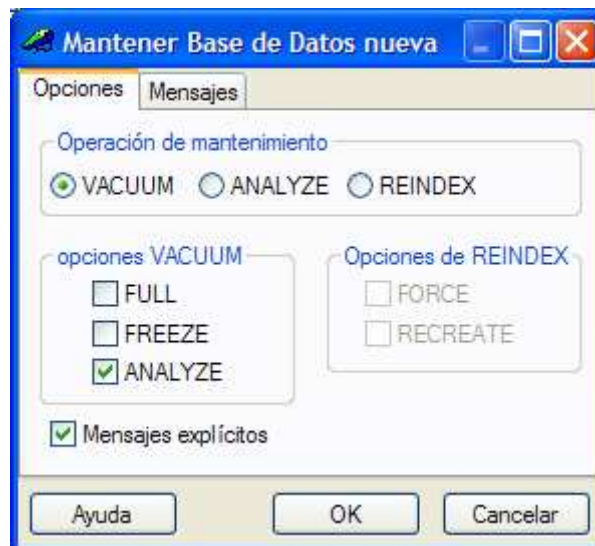 Mantener Base de Datos nueva
Opciones Mensajes
Operación de mantenimiento
VACUUM ANALYZE REINDEX
opciones VACUUM Opciones de REINDEX
FULL FORCE
FREEZE RECREATE
ANALYZE
Mensajes explícitos
Ayuda OK Cancelar